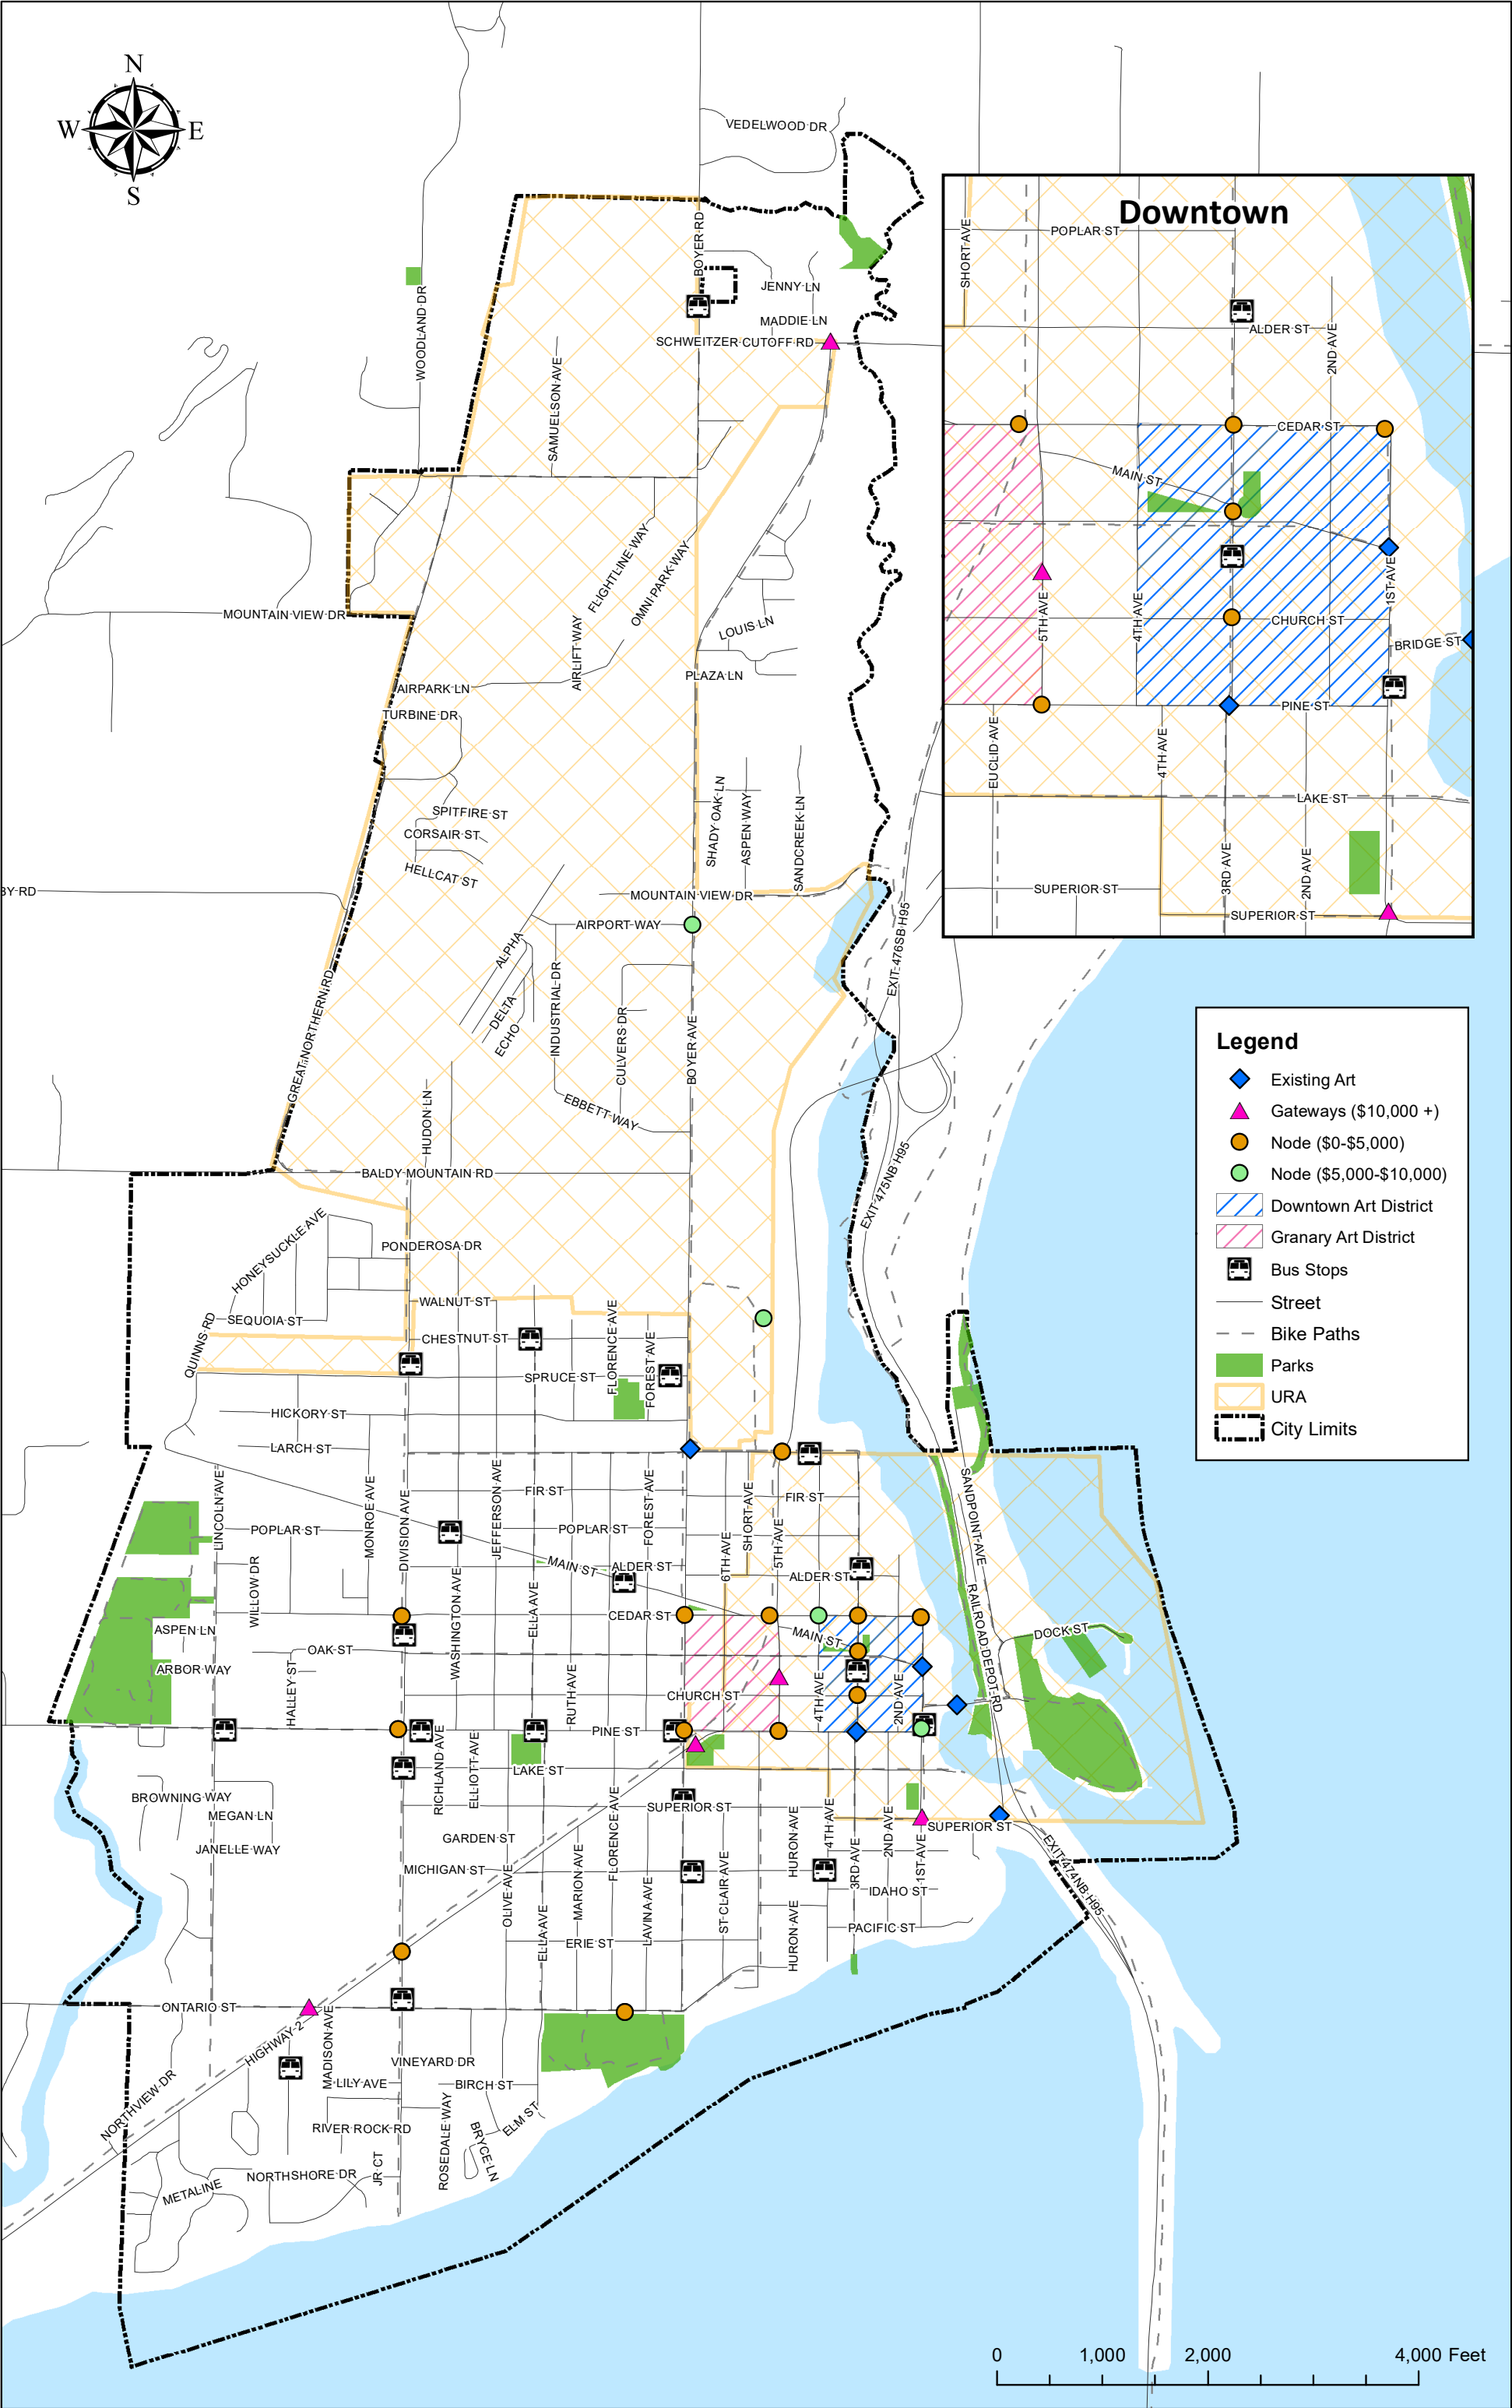 N
W E
S
VEDELWOOD DR
BOYER RD
JENNY LN
MADDIE LN
SCHWEITZER CUTOFF RD
WOODLAND DR
SAMUELSON AVE
MOUNTAIN VIEW DR
FLIGHTLINE WAY
OMNI PARK WAY
AIRLIFT WAY
LOUIS LN
PLAZA LN
AIRPARK LN
TURBINE DR
SPITFIRE ST
CORSAIR ST
HELLCAT ST
SHADY OAK LN
ASPEN WAY
SANDCREEK LN
BY RD
MOUNTAIN VIEW DR
AIRPORT WAY
ALPHA
DELTA
ECHO
INDUSTRIAL DR
CULVERS DR
BOYER AVE
EBBETT WAY
GREAT NORTHERN RD
HUDON LN
BALDY MOUNTAIN RD
EXIT 476SB H95
EXIT 475NB H95
Downtown
SHORT AVE
POPLAR ST
ALDER ST
2ND AVE
CEDAR ST
MAIN ST
5TH AVE
4TH AVE
1ST AVE
CHURCH ST
BRIDGE ST
PINE ST
EUCLID AVE
4TH AVE
LAKE ST
3RD AVE
2ND AVE
SUPERIOR ST
SUPERIOR ST
Legend
Existing Art
Gateways ($10,000 +)
Node ($0-$5,000)
Node ($5,000-$10,000)
Downtown Art District
Granary Art District
Bus Stops
Street
Bike Paths
Parks
URA
City Limits
HONEYSUCKLE AVE
PONDEROSA DR
SEQUOIA ST
QUINNS RD
WALNUT ST
CHESTNUT ST
FLORENCE AVE
FOREST AVE
SPRUCE ST
HICKORY ST
LARCH ST
LINCOLN AVE
MONROE AVE
DIVISION AVE
JEFFERSON AVE
FIR ST
FOREST AVE
SHORT AVE
FIR ST
POPLAR ST
POPLAR ST
6TH AVE
5TH AVE
WILLOW DR
MAIN ST
ALDER ST
ALDER ST
WASHINGTON AVE
ELLA AVE
CEDAR ST
ASPEN LN
OAK ST
MAIN ST
ARBOR WAY
HALLEY ST
RUTH AVE
CHURCH ST
4TH AVE
2ND AVE
PINE ST
SANDPOINT AVE
RAILROAD DEPOT RD
DOCK ST
RICHLAND AVE
ELLIOTT AVE
LAKE ST
BROWNING WAY
MEGAN LN
JANELLE WAY
SUPERIOR ST
GARDEN ST
MICHIGAN ST
FLORENCE AVE
HURON AVE
4TH AVE
3RD AVE
2ND AVE
1ST AVE
SUPERIOR ST
EXIT 474NB H95
OLIVE AVE
MARION AVE
LAVINA AVE
ST CLAIR AVE
IDAHO ST
PACIFIC ST
ELLA AVE
ERIE ST
HURON AVE
ONTARIO ST
HIGHWAY 2
MADISON AVE
NORTHVIEW DR
VINEYARD DR
LILY AVE
BIRCH ST
RIVER ROCK RD
ROSEDALE WAY
BRYCE LN
ELM ST
NORTHSHORE DR
JR CT
METALINE
0 1,000 2,000 4,000 Feet